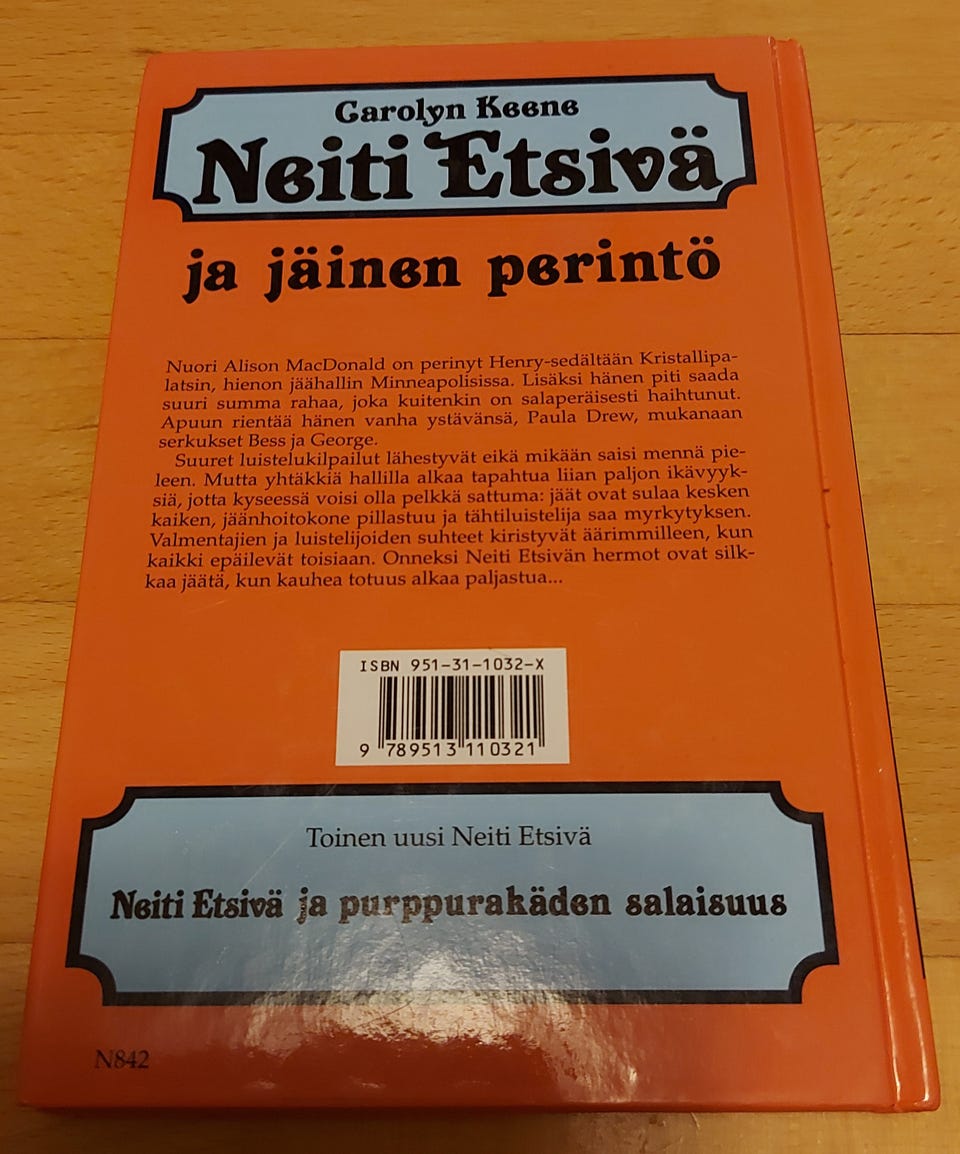 Carolyn Keene
Neiti Etsivä
ja jäinen perintö
Nuori Alison MacDonald on perinyt Henry-sedältään Kristallipa-
latsin, hienon jäähallin Minneapolisissa. Lisäksi hänen piti saada
suuri summa rahaa, joka kuitenkin on salaperäisesti haihtunut.
Apuun rientää hänen vanha ystävänsä, Paula Drew, mukanaan
serkukset Bess ja George.
Suuret luistelukilpailut lähestyvät eikä mikään saisi mennä pie-
leen. Mutta yhtäkkiä hallilla alkaa tapahtua liian paljon ikävyyk-
siä, jotta kyseessä voisi olla pelkkä sattuma: jäät ovat sulaa kesken
kaiken, jäänhoitokone pillastuu ja tähtiluistelija saa myrkytyksen.
Valmentajien ja luistelijoiden suhteet kiristyvät äärimmilleen, kun
kaikki epäilevät toisiaan. Onneksi Neiti Etsivän hermot ovat silk-
kaa jäätä, kun kauhea totuus alkaa paljastua...
ISBN 951-31-1032-X
9 789513 110321
Toinen uusi Neiti Etsivä
Neiti Etsivä ja purppurakäden salaisuus
N842